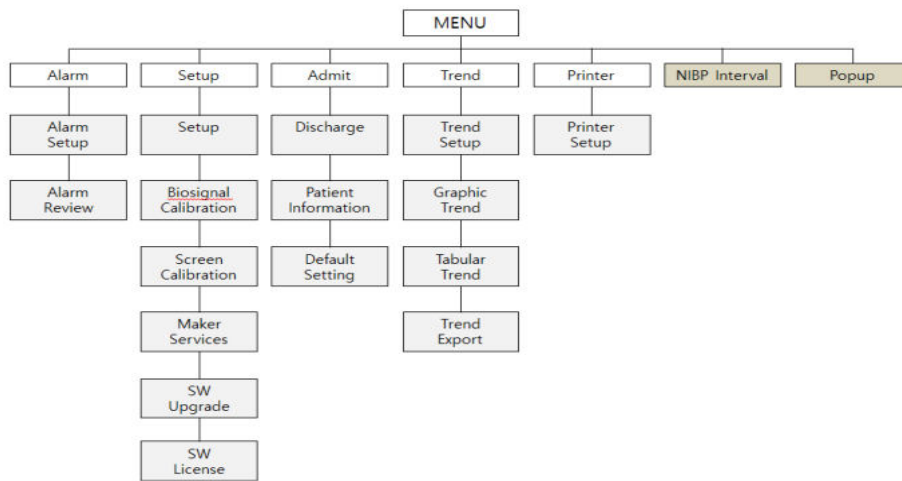 MENU
Alarm
Setup
Admit
Trend
Printer
NIBP Interval
Popup
Alarm
Setup
Setup
Discharge
Trend
Setup
Printer
Setup
Alarm
Review
Biosignal
Calibration
Patient
Information
Graphic
Trend
Screen
Calibration
Default
Setting
Tabular
Trend
Maker
Services
Trend
Export
SW
Upgrade
SW
License